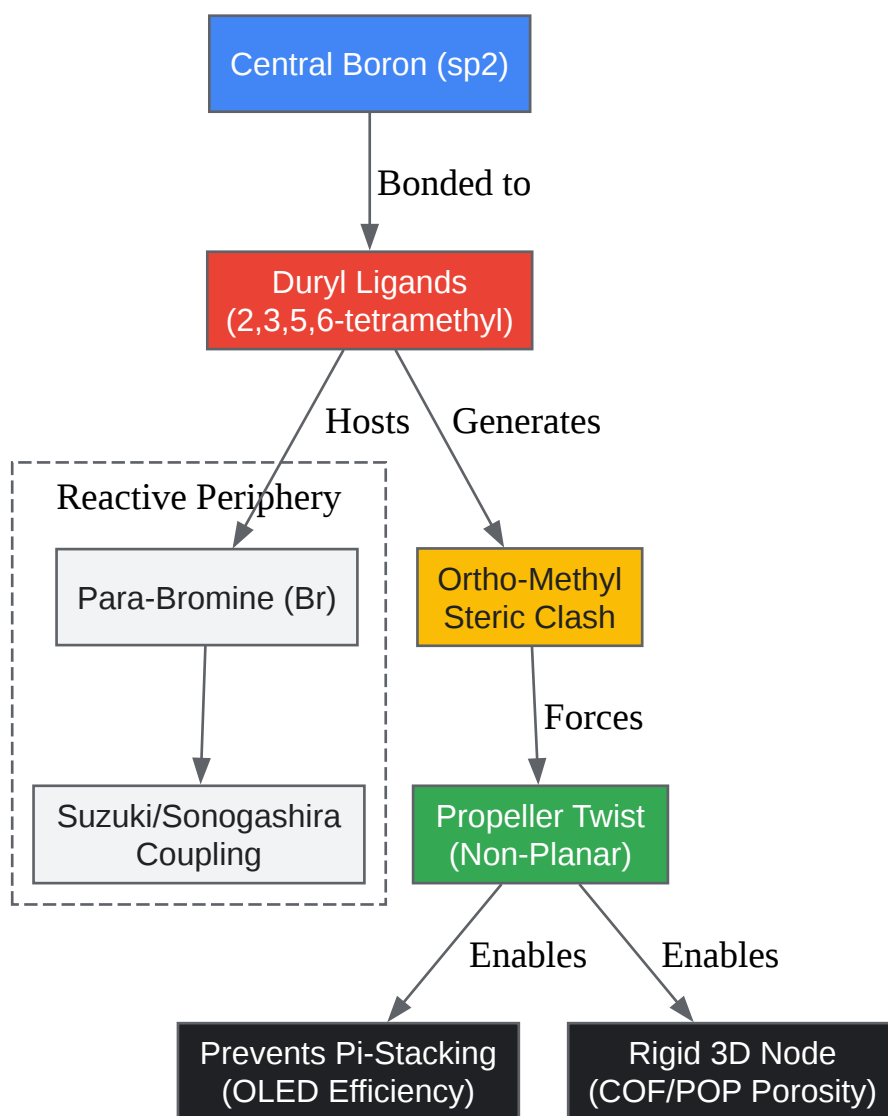 Central Boron (sp2)
Bonded to
Duryl Ligands
(2,3,5,6-tetramethyl)
Hosts
Generates
Reactive Periphery
Para-Bromine (Br)
Ortho-Methyl
Steric Clash
Forces
Suzuki/Sonogashira
Coupling
Propeller Twist
(Non-Planar)
Enables
Enables
Prevents Pi-Stacking
(OLED Efficiency)
Rigid 3D Node
(COF/POP Porosity)